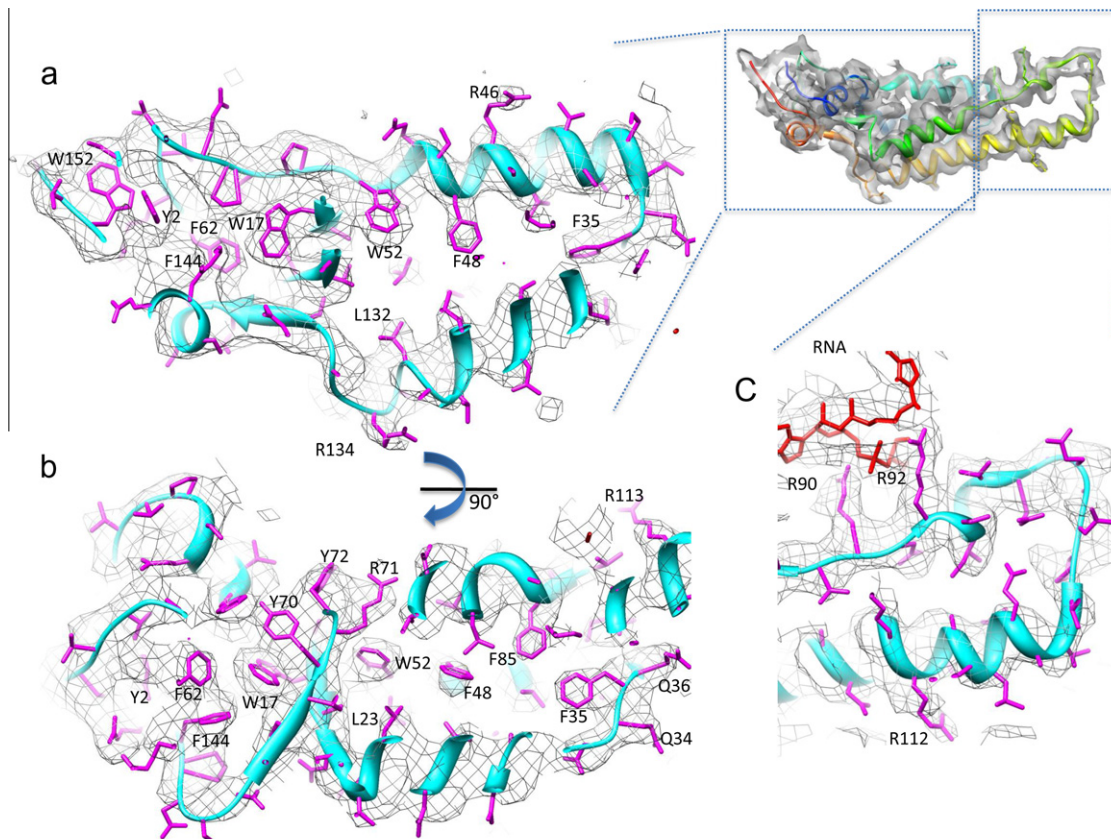 a
R46
W152
Y2
F62
W17
F144
W52
F48
F35
L132
R134
b
90°
R113
Y72
R71
Y70
W52
F85
F48
Q36
Y2
F62
W17
L23
F35
F144
Q34
RNA
C
R90
R92
R112